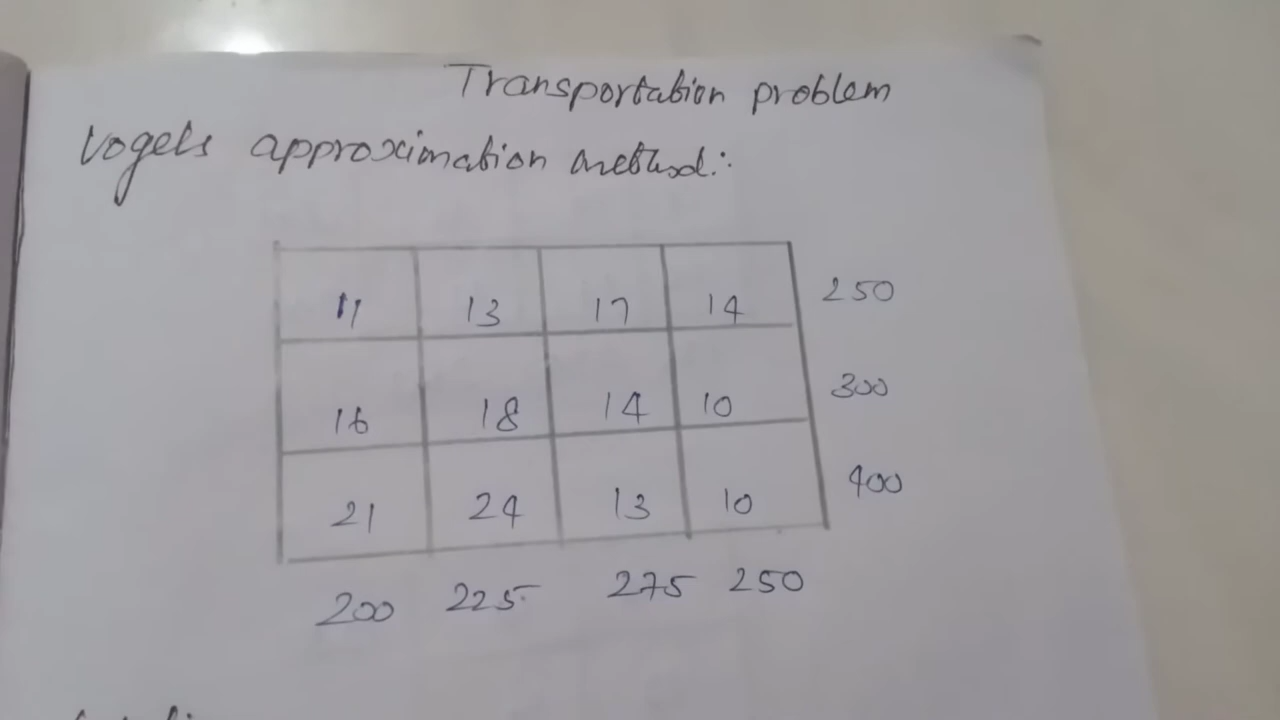 Transportation problem
Vogels approximation method:
11 13 17 14 250
16 18 14 10 300
21 24 13 10 400
200 225 275 250